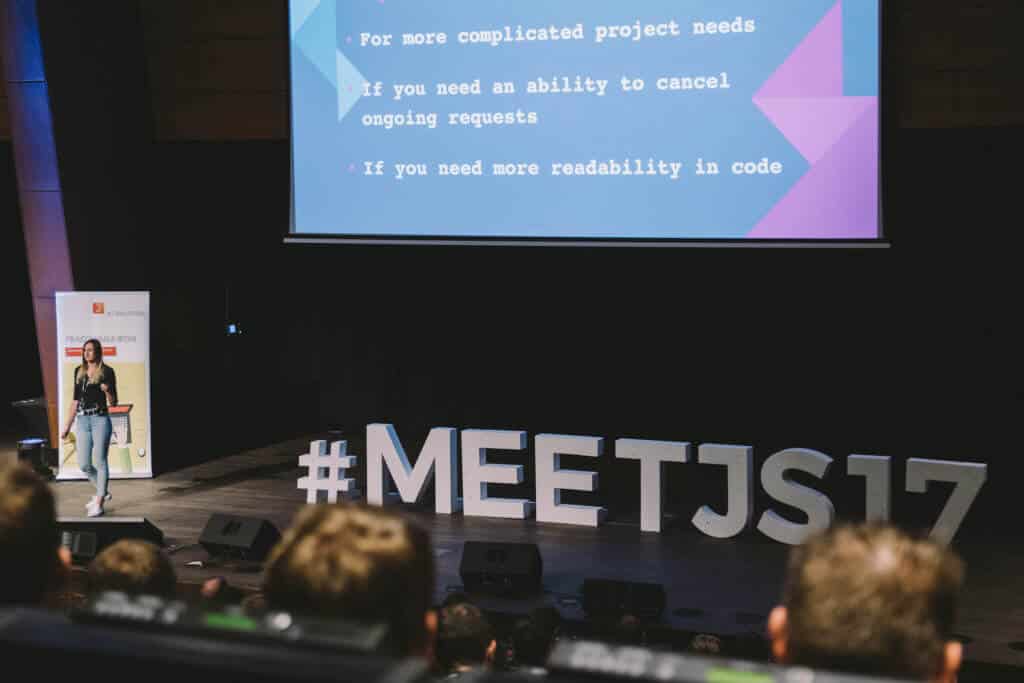 For more complicated project needs
If you need an ability to cancel
ongoing requests
If you need more readability in code
#MEETJS17